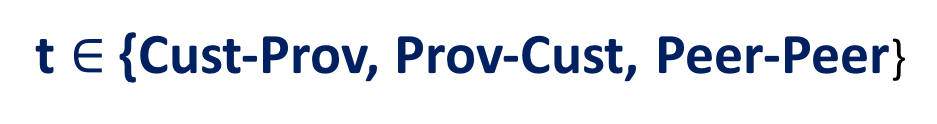 t ∈ {Cust-Prov, Prov-Cust, Peer-Peer}